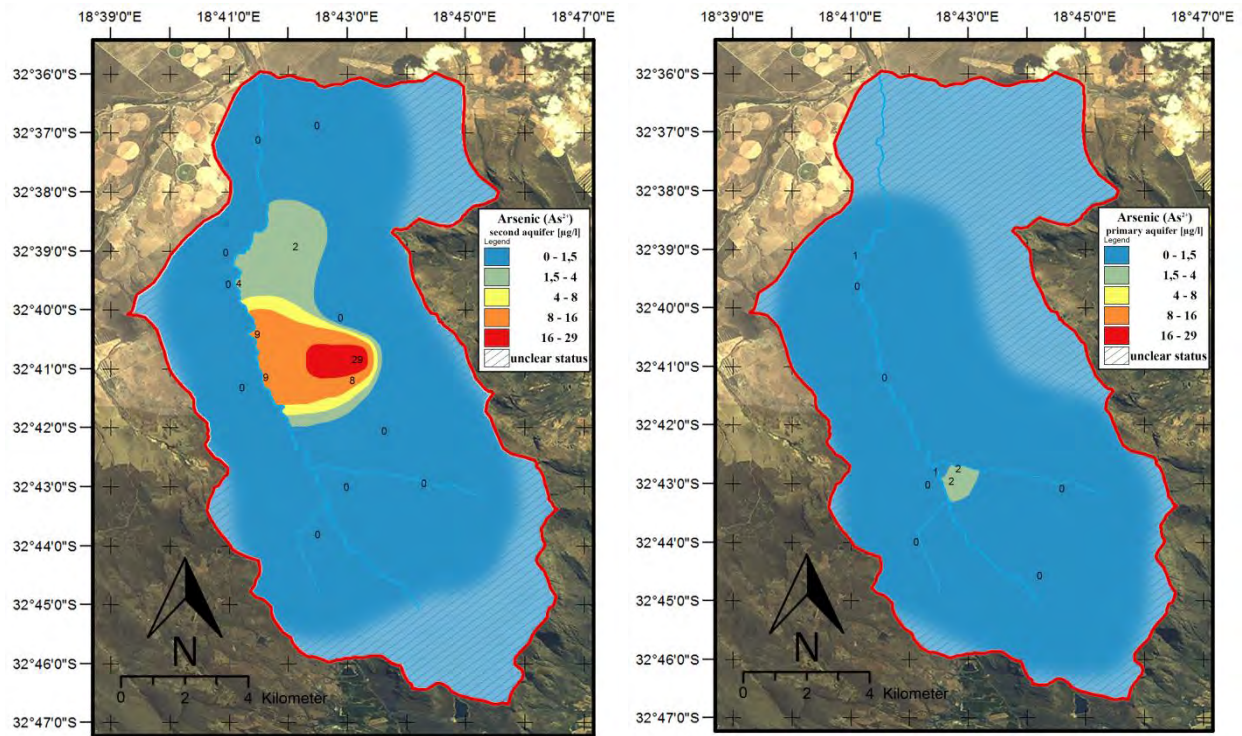 18°39'0"E 18°41'0"E 18°43'0"E 18°45'0"E 18°47'0"E
32°36'0"S
32°37'0"S
32°38'0"S
32°39'0"S
32°40'0"S
32°41'0"S
32°42'0"S
32°43'0"S
32°44'0"S
32°45'0"S
32°46'0"S
32°47'0"S
0
0
2
0
0
4
0
9
29
9
8
0
0
0
0
0
Arsenic (As²⁺)
second aquifer [µg/l]
Legend
0 - 1,5
1,5 - 4
4 - 8
8 - 16
16 - 29
unclear status
N
0 2 4
Kilometer
18°39'0"E 18°41'0"E 18°43'0"E 18°45'0"E 18°47'0"E
32°36'0"S
32°37'0"S
32°38'0"S
32°39'0"S
32°40'0"S
32°41'0"S
32°42'0"S
32°43'0"S
32°44'0"S
32°45'0"S
32°46'0"S
32°47'0"S
1
0
0
1
2
0
2
0
0
0
Arsenic (As²⁺)
primary aquifer [µg/l]
Legend
0 - 1,5
1,5 - 4
4 - 8
8 - 16
16 - 29
unclear status
N
0 2 4
Kilometer